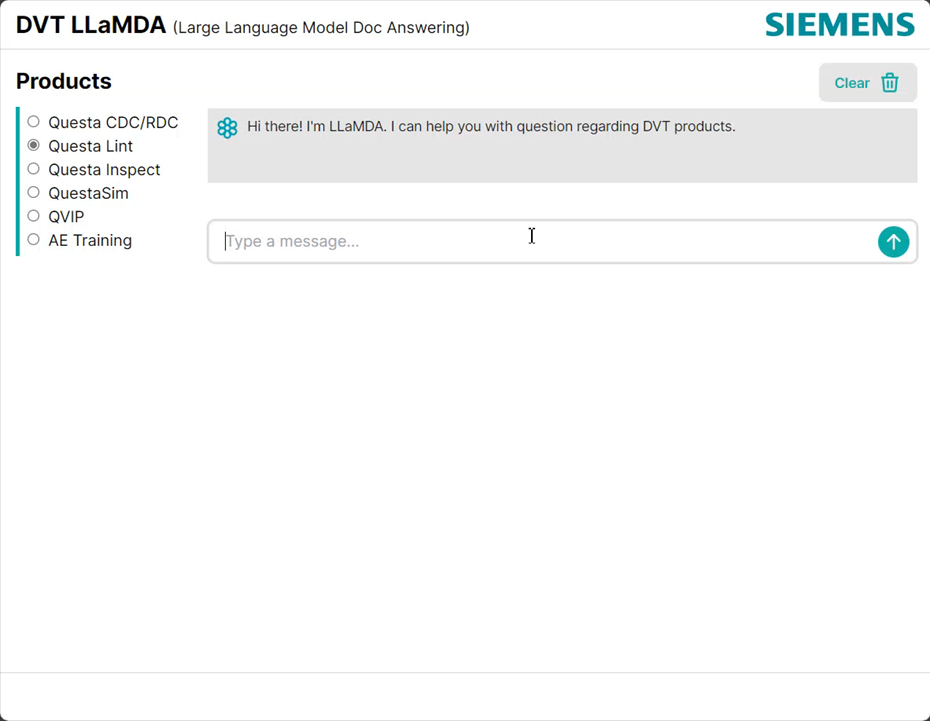 DVT LLaMDA (Large Language Model Doc Answering)
SIEMENS
Products
Clear
Questa CDC/RDC
Questa Lint
Questa Inspect
QuestaSim
QVIP
AE Training
Hi there! I'm LLaMDA. I can help you with question regarding DVT products.
Type a message...